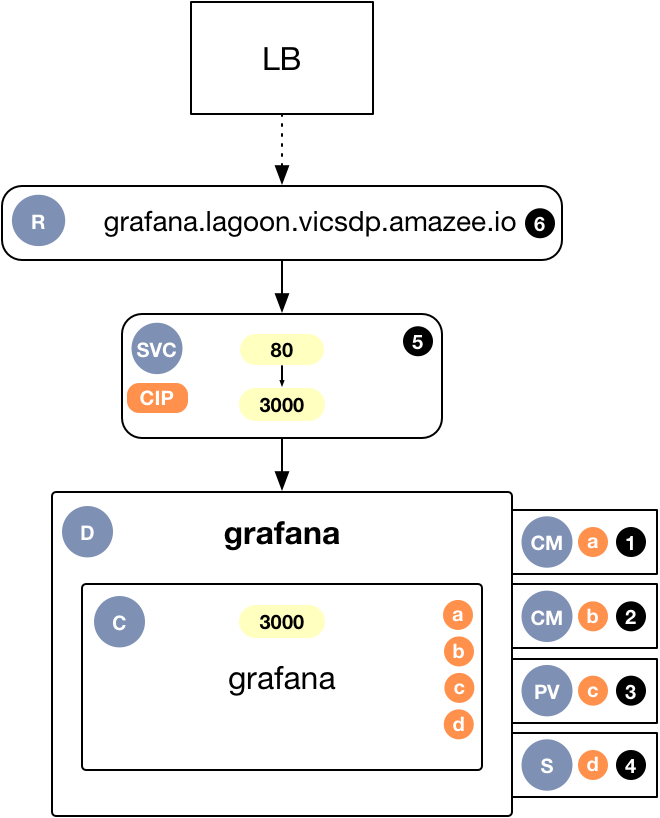 LB
R grafana.lagoon.vicsdp.amazee.io 6
SVC 80 5
CIP 3000
D grafana
CM a 1
C 3000 a
CM b 2
b
grafana c
PV c 3
d
S d 4